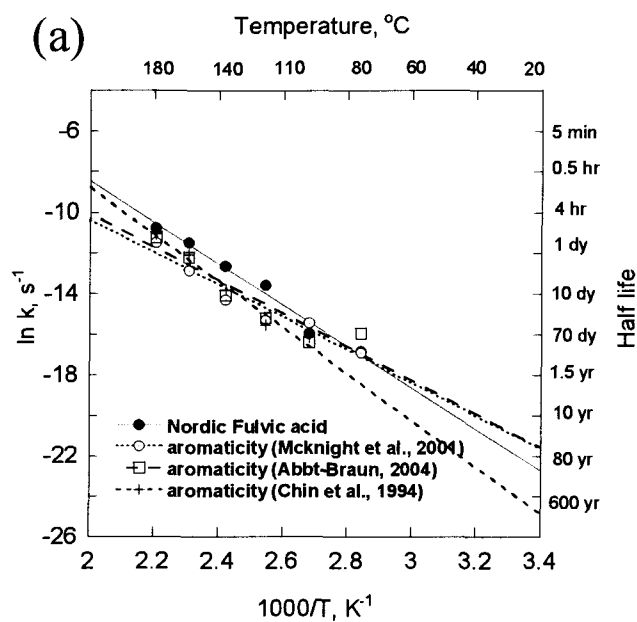 (a)
Temperature, °C
180 160 140 120 100 80 60 40 20
-6
-10
-14
-18
-22
-26
ln k, s⁻¹
5 min
0.5 hr
4 hr
1 dy
10 dy
70 dy
1.5 yr
10 yr
80 yr
600 yr
Half life
Nordic Fulvic acid
aromaticity (Mcknight et al., 2001)
aromaticity (Abbt-Braun, 2004)
aromaticity (Chin et al., 1994)
2 2.2 2.4 2.6 2.8 3 3.2 3.4
1000/T, K⁻¹